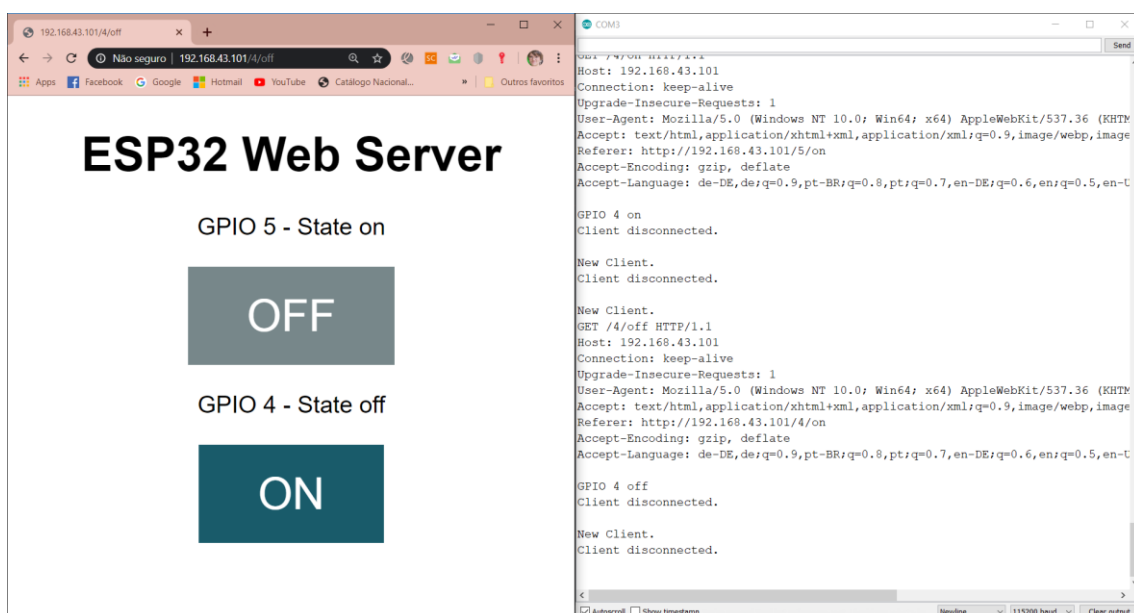 192.168.43.101/4/off
Não seguro | 192.168.43.101/4/off
Apps Facebook Google Hotmail YouTube Catálogo Nacional... » Outros favoritos
ESP32 Web Server
GPIO 5 - State on
OFF
GPIO 4 - State off
ON
COM3
Send
GET /4/on HTTP/1.1
Host: 192.168.43.101
Connection: keep-alive
Upgrade-Insecure-Requests: 1
User-Agent: Mozilla/5.0 (Windows NT 10.0; Win64; x64) AppleWebKit/537.36 (KHTM
Accept: text/html,application/xhtml+xml,application/xml;q=0.9,image/webp,image
Referer: http://192.168.43.101/5/on
Accept-Encoding: gzip, deflate
Accept-Language: de-DE,de;q=0.9,pt-BR;q=0.8,pt;q=0.7,en-DE;q=0.6,en;q=0.5,en-U
GPIO 4 on
Client disconnected.
New Client.
Client disconnected.
New Client.
GET /4/off HTTP/1.1
Host: 192.168.43.101
Connection: keep-alive
Upgrade-Insecure-Requests: 1
User-Agent: Mozilla/5.0 (Windows NT 10.0; Win64; x64) AppleWebKit/537.36 (KHTM
Accept: text/html,application/xhtml+xml,application/xml;q=0.9,image/webp,image
Referer: http://192.168.43.101/4/on
Accept-Encoding: gzip, deflate
Accept-Language: de-DE,de;q=0.9,pt-BR;q=0.8,pt;q=0.7,en-DE;q=0.6,en;q=0.5,en-U
GPIO 4 off
Client disconnected.
New Client.
Client disconnected.
Autoscroll Show timestamp Newline 115200 baud Clear output